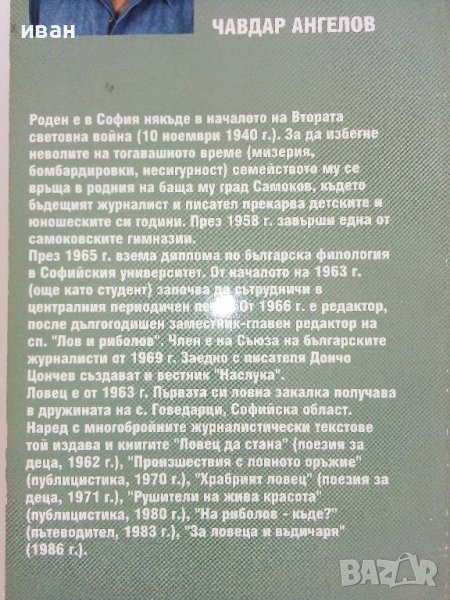 иван
ЧАВДАР АНГЕЛОВ
Роден е в София някъде в началото на Втората
световна война (10 ноември 1940 г.). За да избегне
неволите на тогавашното време (мизерия,
бомбардировки, несигурност) семейството му се
връща в родния на баща му град Самоков, където
бъдещият журналист и писател прекарва детските и
юношеските си години. През 1958 г. завърши една от
самоковските гимназии.
През 1965 г. взема диплома по българска филология
в Софийския университет. От началото на 1963 г.
(още като студент) започва да сътрудничи в
централния периодичен От 1966 г. е редактор,
после дългогодишен заместник-главен редактор на
сп. "Лов и риболов". Член е на Съюза на българските
журналисти от 1969 г. Заедно с писателя Дончо
Цончев създават и вестник "Наслука".
Ловец е от 1963 г. Първата си ловна закалка получава
в дружината на с. Говедарци, Софийска област.
Наред с многобройните журналистически текстове
той издава и книгите "Ловец да стана" (поезия за
деца, 1962 г.), "Произшествия с ловното оръжие"
(публицистика, 1970 г.), "Храбрият ловец" (поезия за
деца, 1971 г.), "Рушители на жива красота"
(публицистика, 1980 г.), "На риболов - къде?"
(пътеводител, 1983 г.), "За ловеца и въдичаря"
(1986 г.).
BAZAR